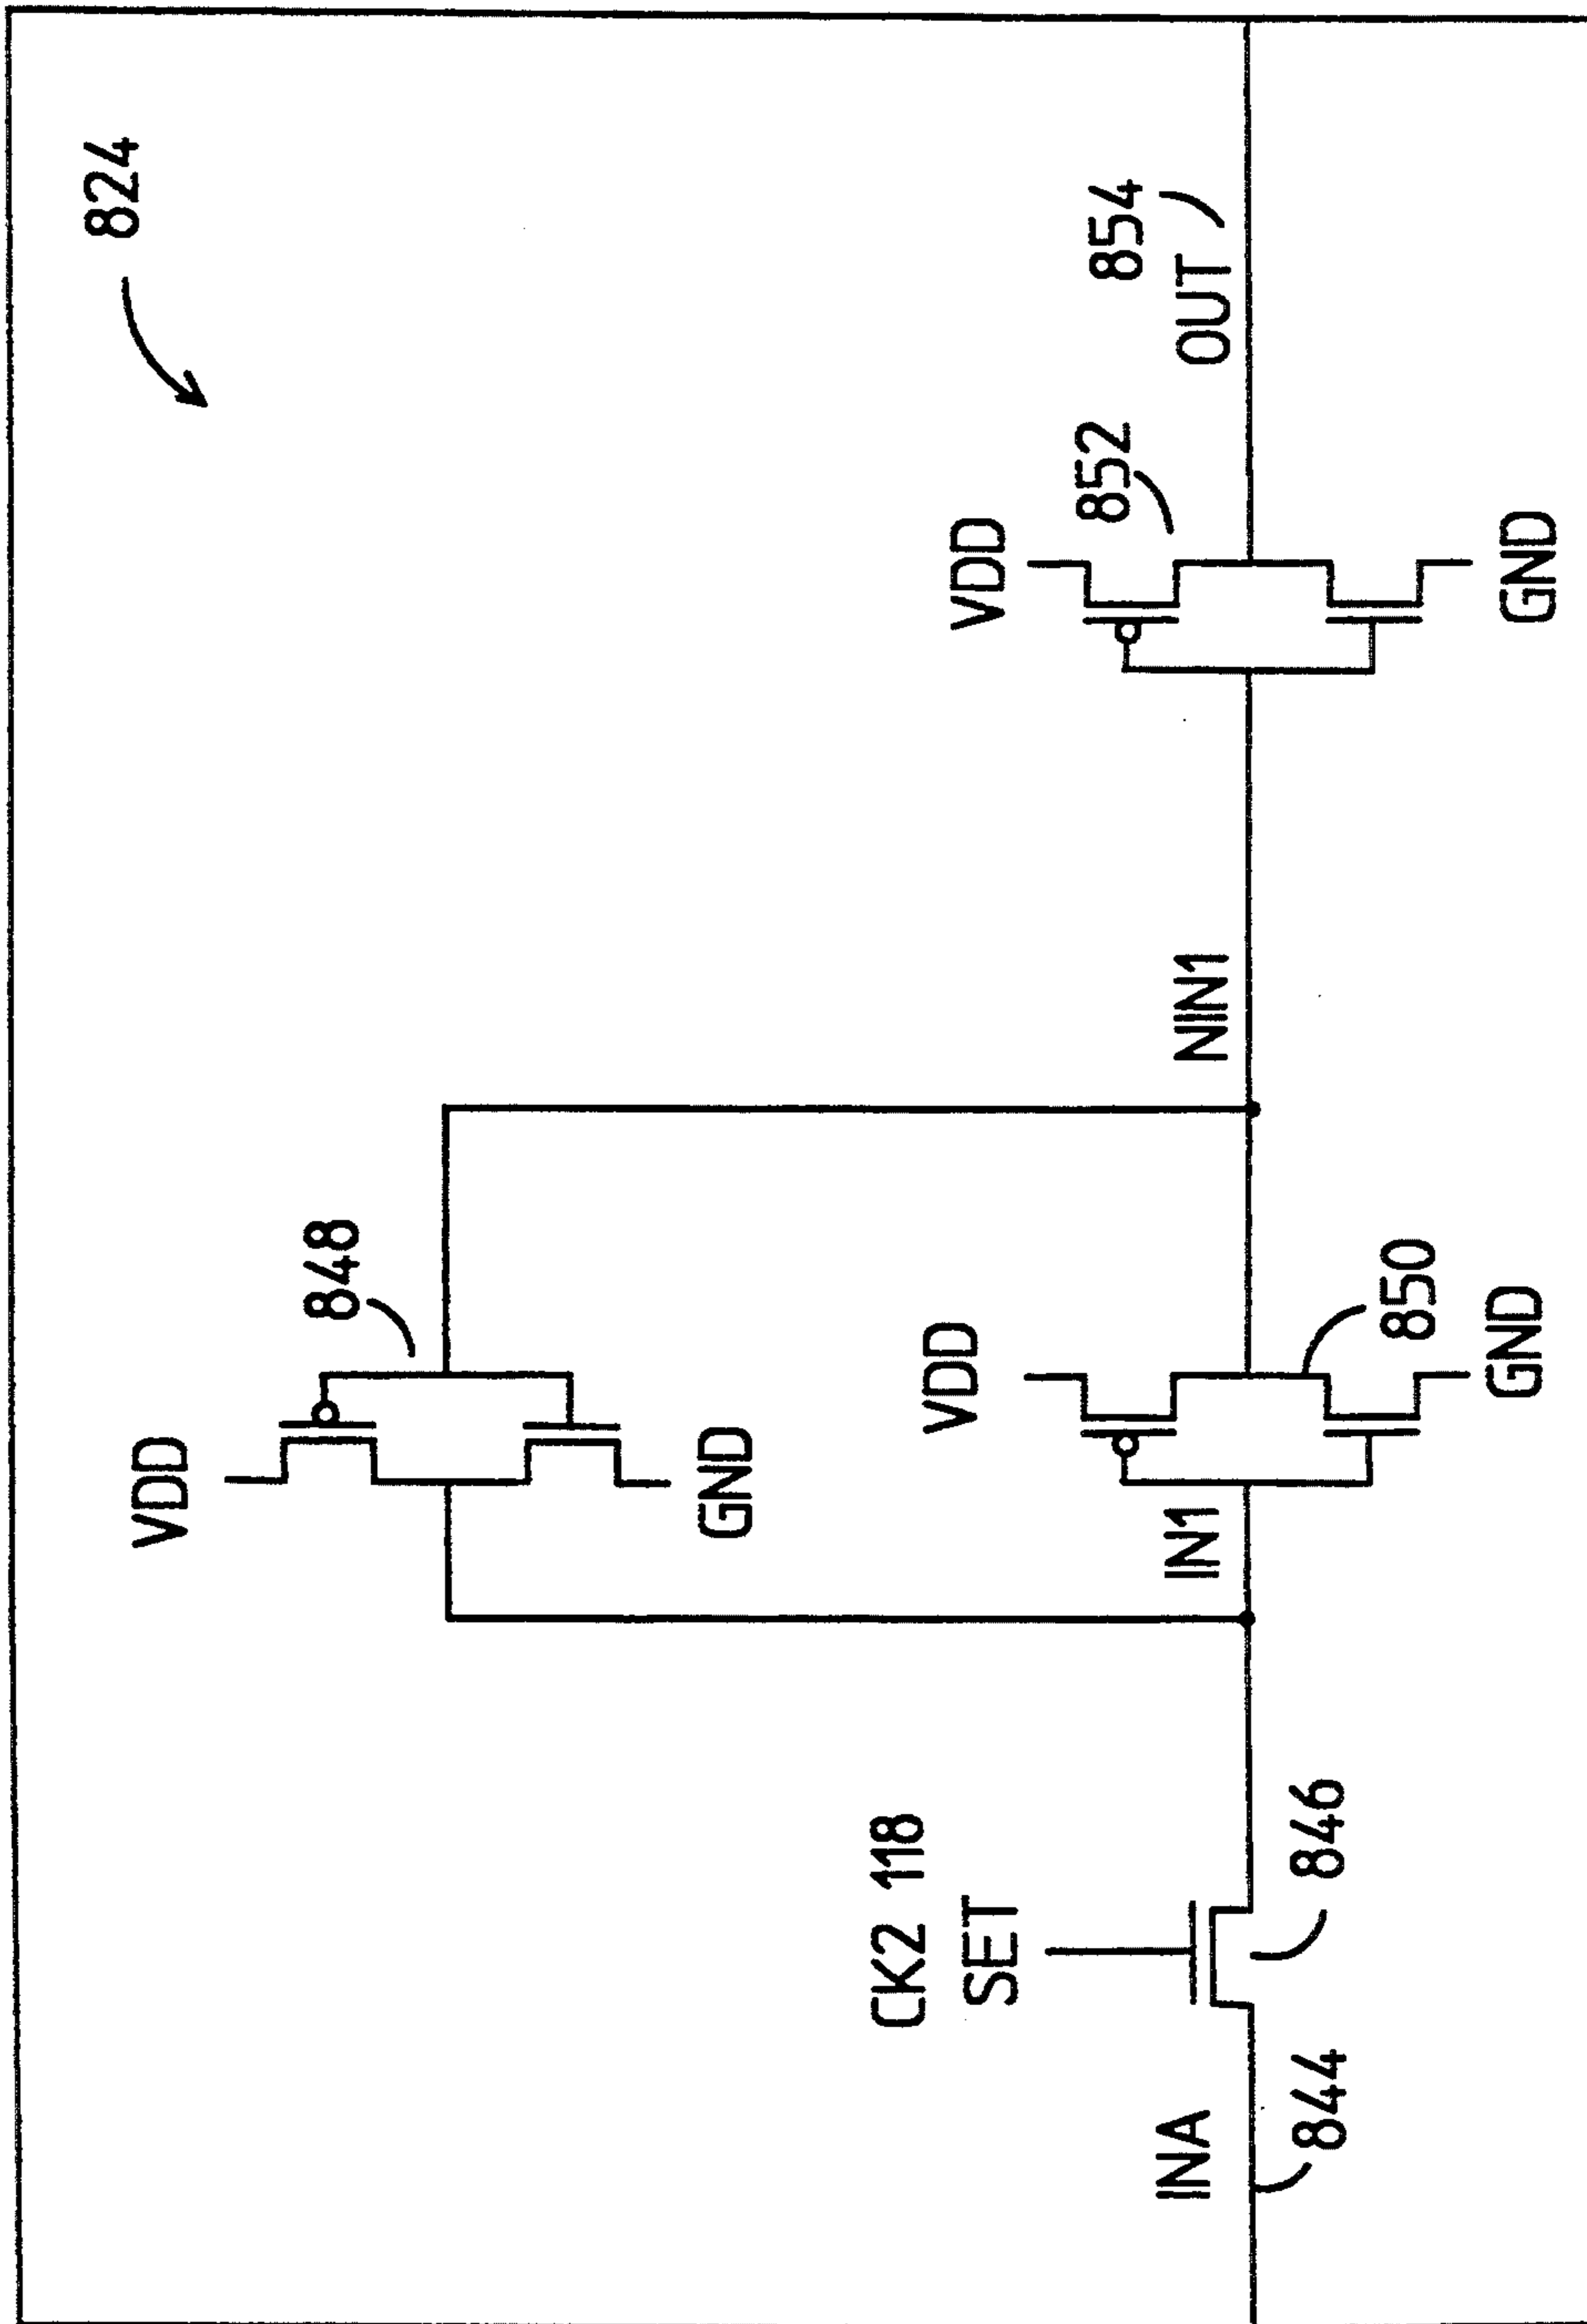 824
VDD
848
GND
CK2 118
SET
VDD
VDD
852
854
INA
IN1
NIN1
OUT
844
846
850
GND
GND